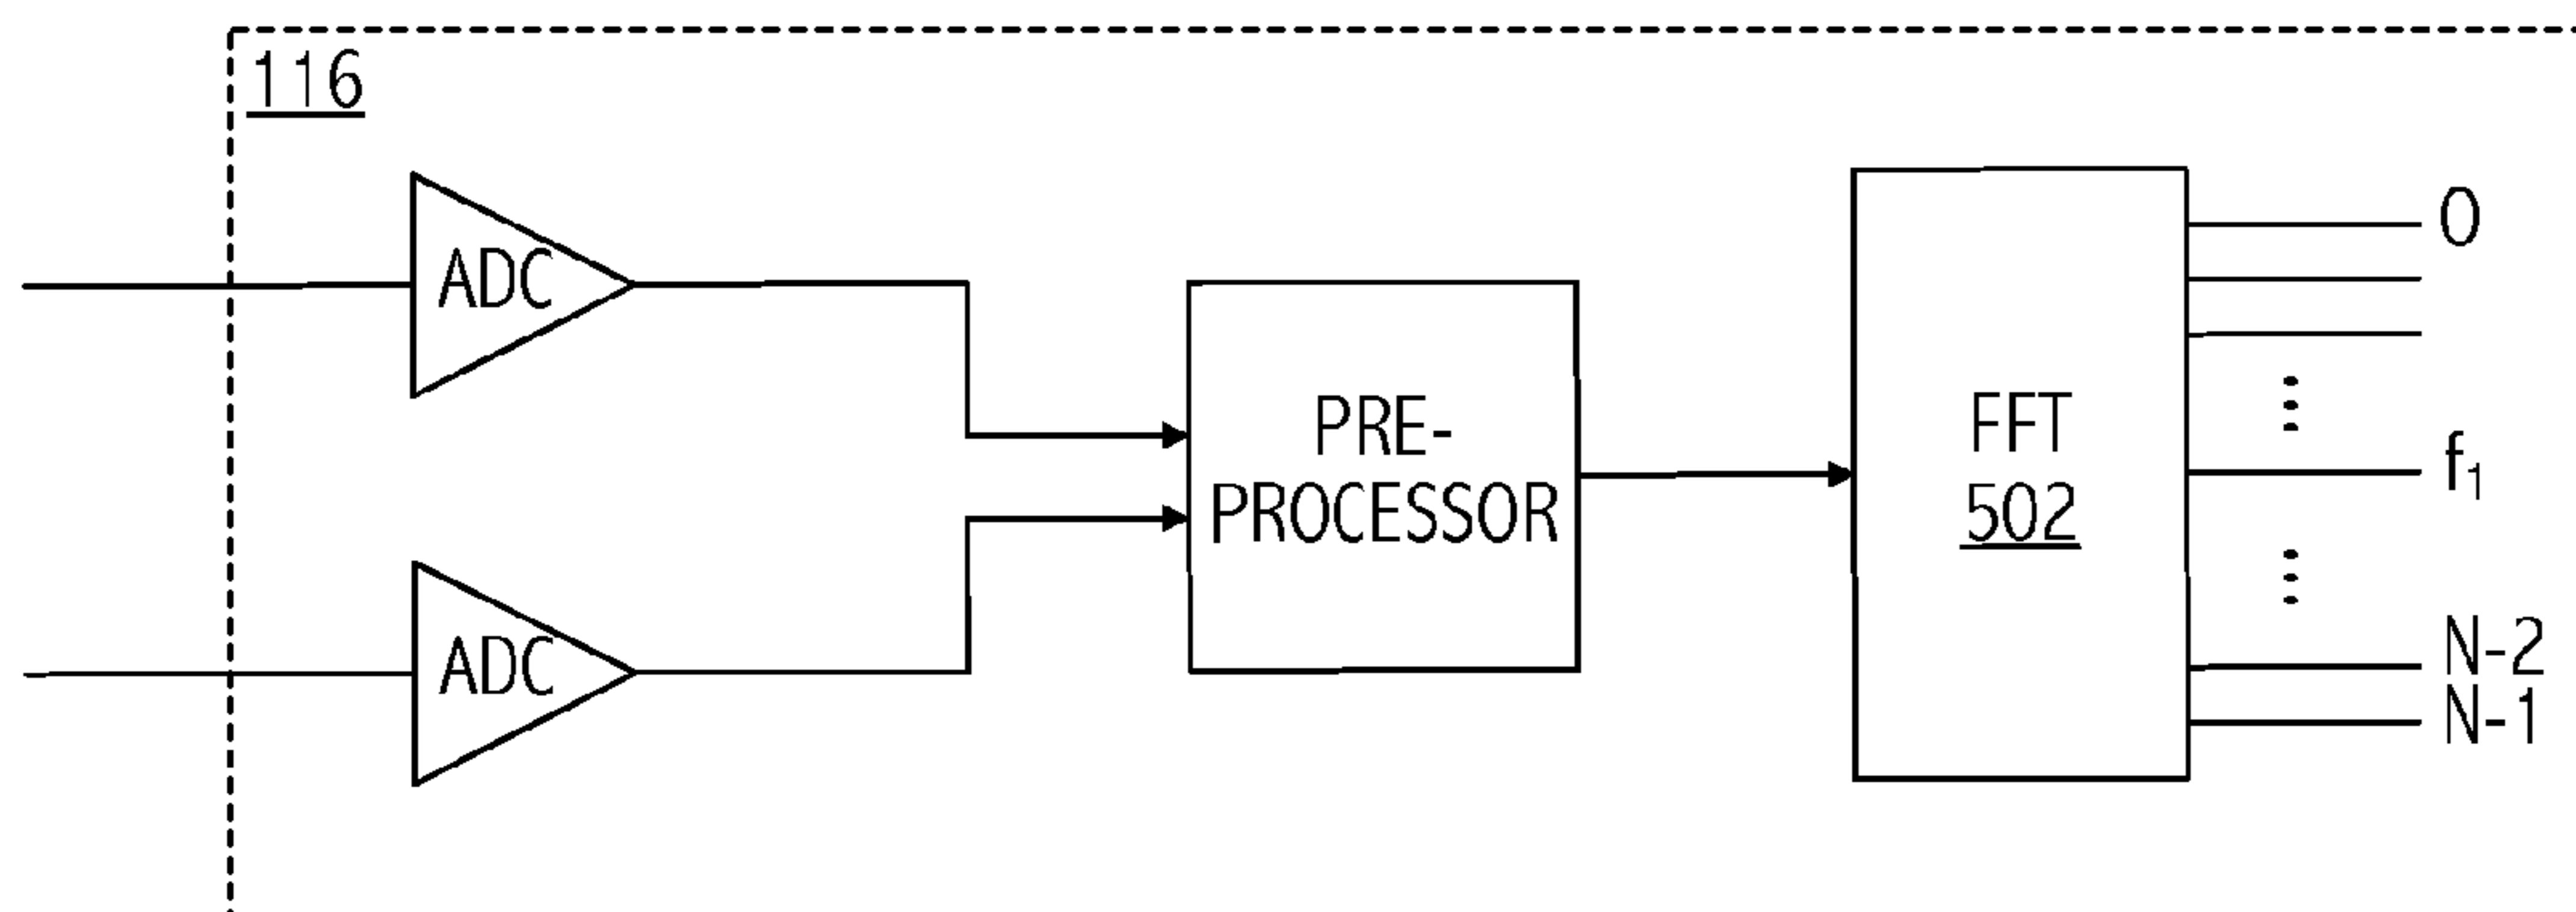 116
ADC
ADC
PRE-
PROCESSOR
FFT
502
0
f₁
N-2
N-1